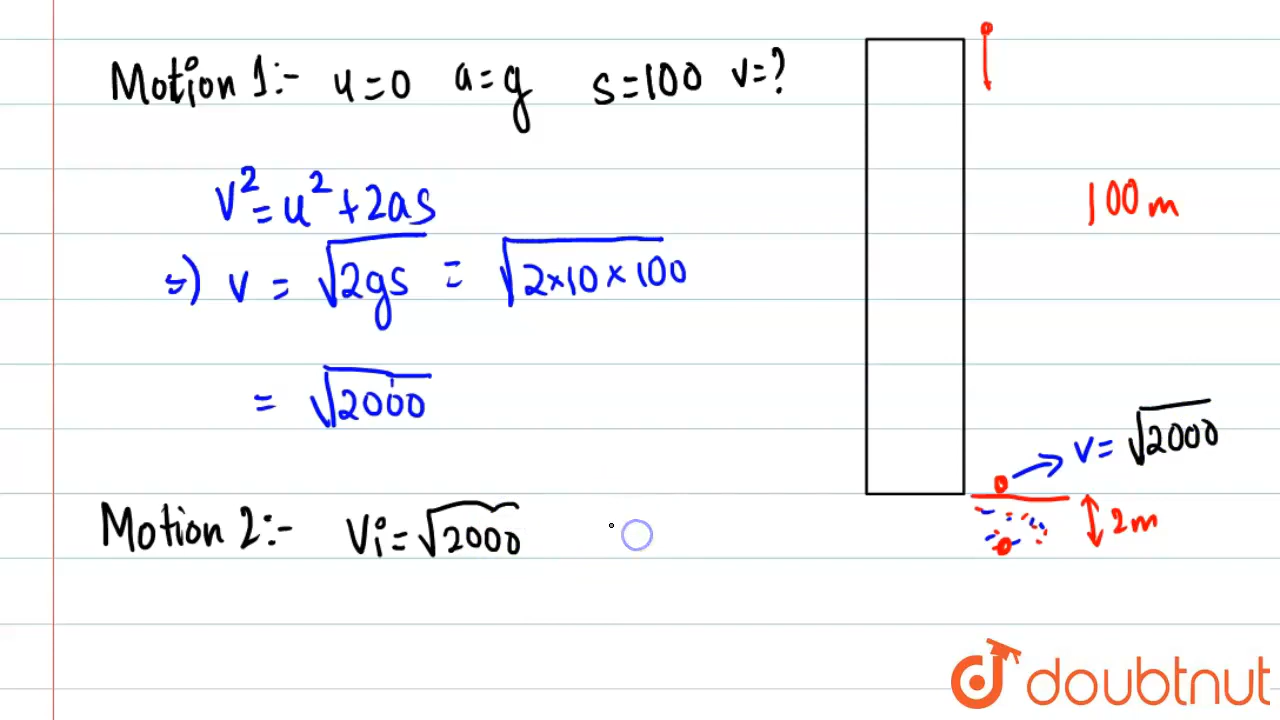 Motion 1:- u=0 a=g s=100 v=?
v²=u²+2as
⇒) v = √2gs = √2×10×100
= √2000
100 m
v= √2000
Motion 2:- Vi=√2000
2m
doubtnut